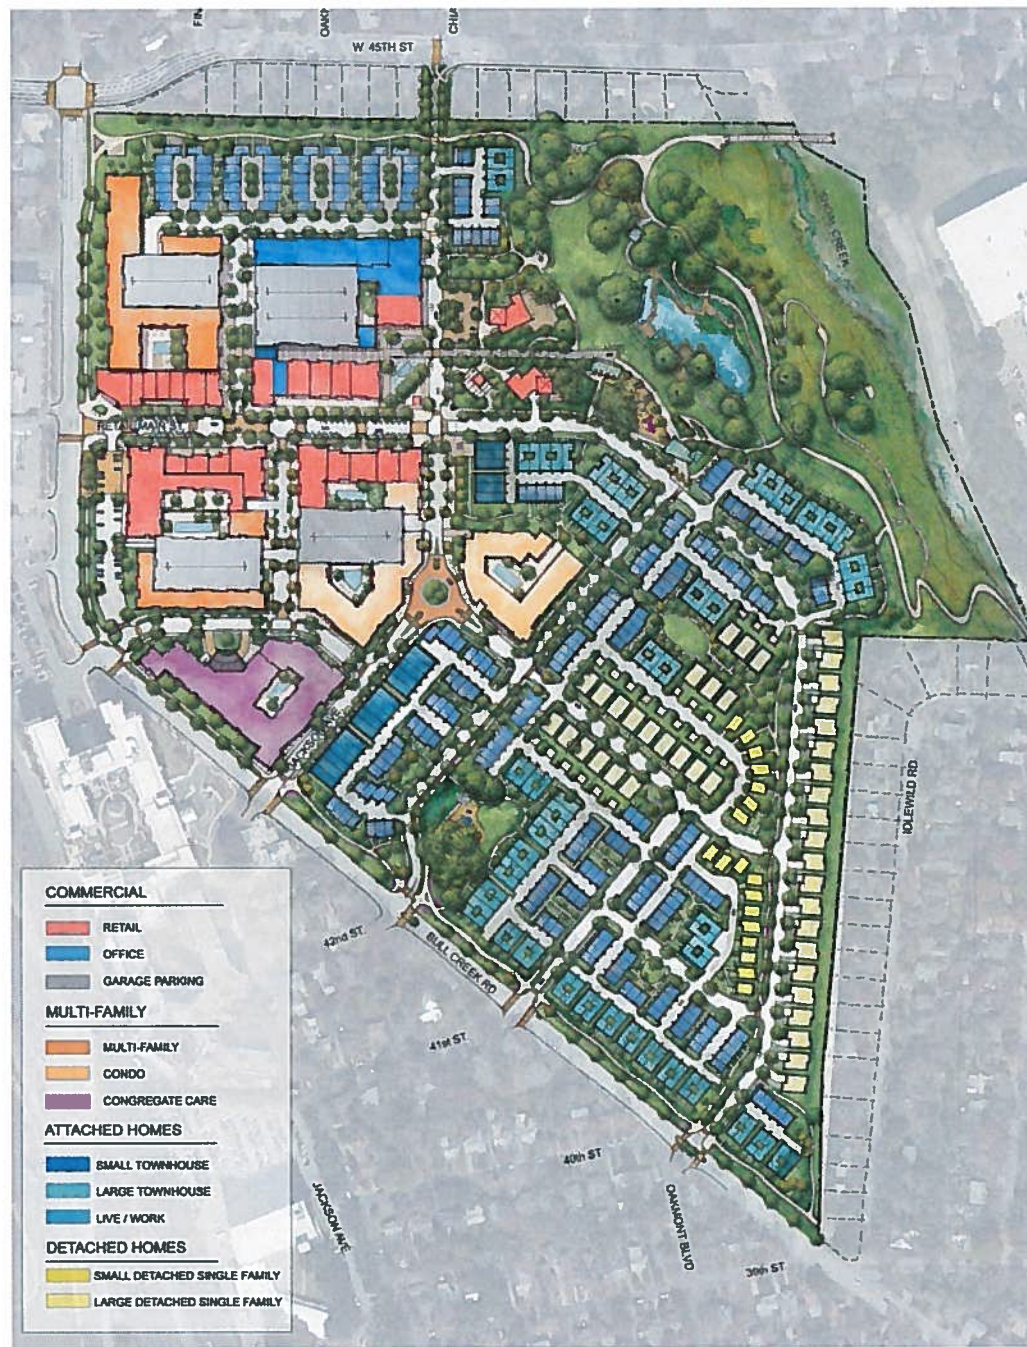 W. 45TH ST
RETAIL MAIN ST.
IDLEWILD RD
COMMERCIAL
RETAIL
OFFICE
GARAGE PARKING
MULTI-FAMILY
MULTI-FAMILY
CONDO
CONGREGATE CARE
ATTACHED HOMES
SMALL TOWNHOUSE
LARGE TOWNHOUSE
LIVE / WORK
DETACHED HOMES
SMALL DETACHED SINGLE FAMILY
LARGE DETACHED SINGLE FAMILY
42nd ST.
BULL CREEK RD
41st ST
40th ST
JACKSON AVE
OAKMONT BLVD